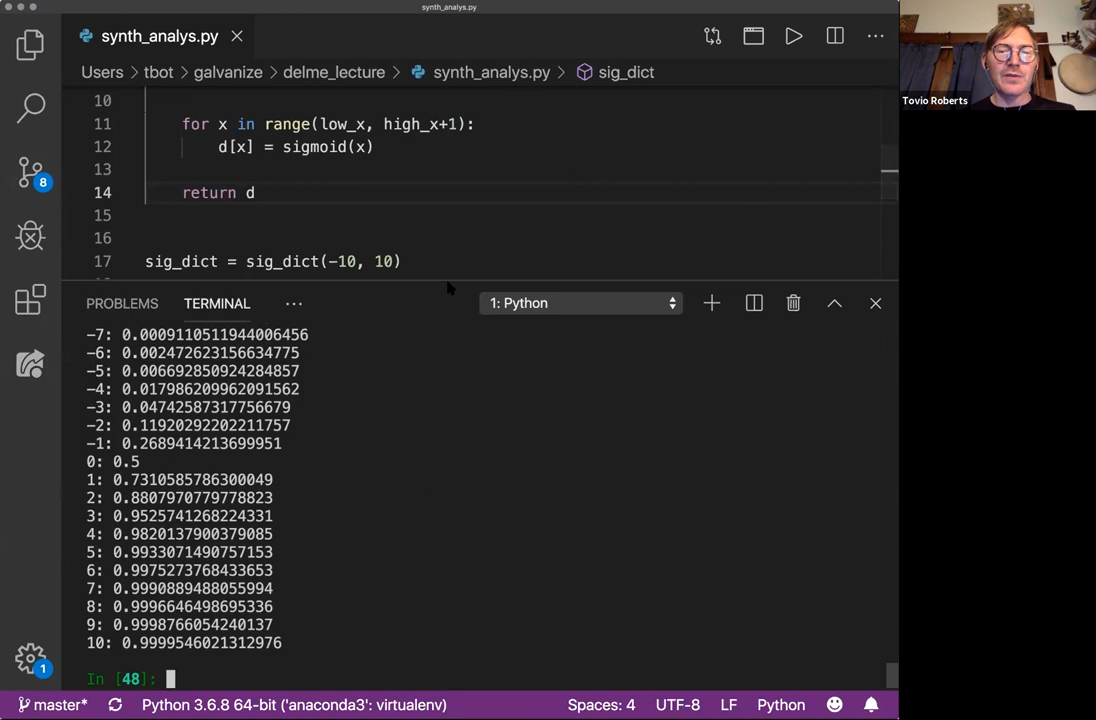 synth_analys.py
synth_analys.py
Tovio Roberts
Users > tbot > galvanize > delme_lecture > synth_analys.py > sig_dict
10
11 for x in range(low_x, high_x+1):
12 d[x] = sigmoid(x)
13
14 return d
15
16
17 sig_dict = sig_dict(-10, 10)
8
PROBLEMS TERMINAL ... 1: Python
-7: 0.0009110511944006456
-6: 0.002472623156634775
-5: 0.006692850924284857
-4: 0.017986209962091562
-3: 0.04742587317756679
-2: 0.11920292202211757
-1: 0.2689414213699951
0: 0.5
1: 0.7310585786300049
2: 0.8807970779778823
3: 0.9525741268224331
4: 0.9820137900379085
5: 0.9933071490757153
6: 0.9975273768433653
7: 0.9990889488055994
8: 0.9996646498695336
9: 0.9998766054240137
10: 0.9999546021312976
In [48]:
1
master* Python 3.6.8 64-bit ('anaconda3': virtualenv) Spaces: 4 UTF-8 LF Python